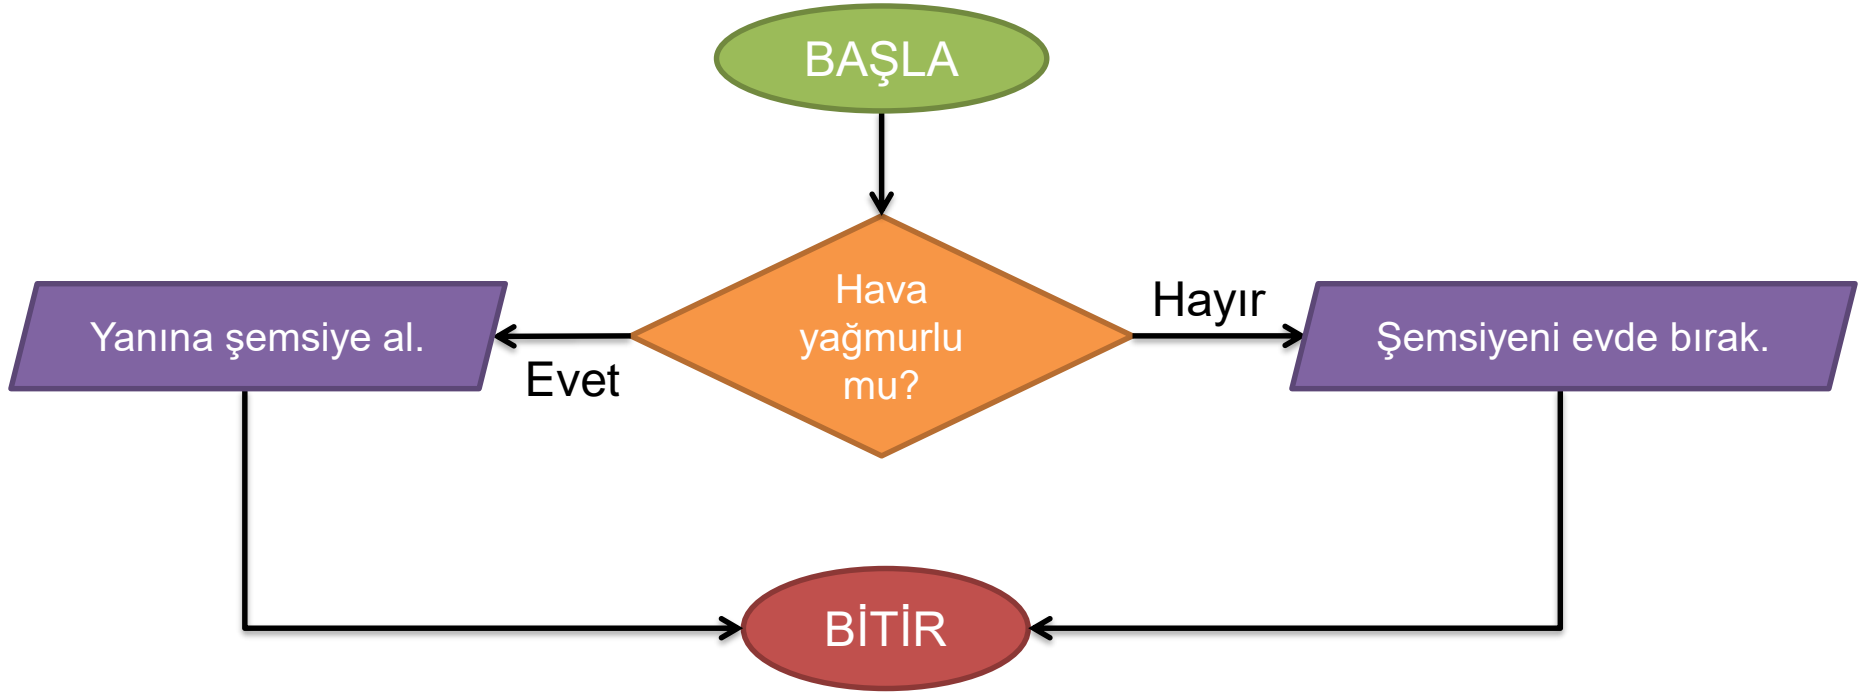 BAŞLA
Hava
yağmurlu
mu?
Hayır
Evet
Yanına şemsiye al.
Şemsiyeni evde bırak.
BİTİR